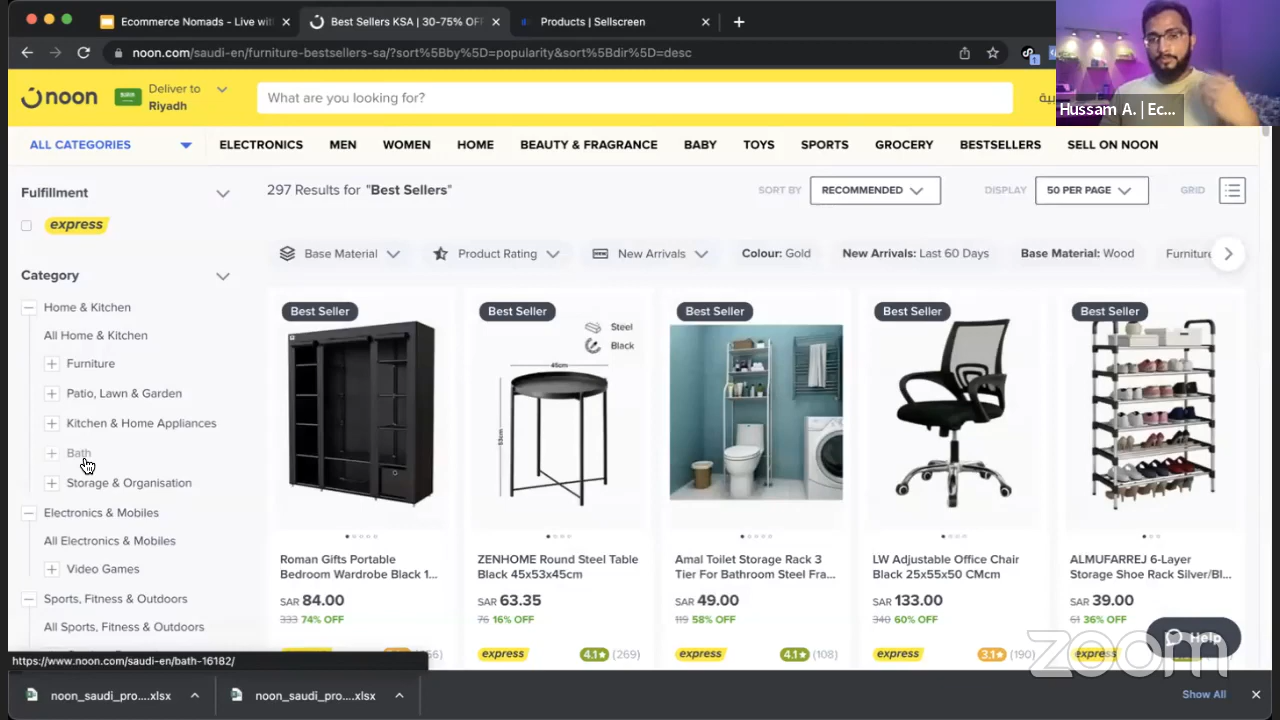 Ecommerce Nomads - Live wit
Best Sellers KSA | 30-75% OF
Products | Sellscreen
noon.com/saudi-en/furniture-bestsellers-sa/?sort%5Bby%5D=popularity&sort%5Bdir%5D=desc
Hussam A. | Ec...
noon
Deliver to
Riyadh
What are you looking for?
ALL CATEGORIES
ELECTRONICS
MEN
WOMEN
HOME
BEAUTY & FRAGRANCE
BABY
TOYS
SPORTS
GROCERY
BESTSELLERS
SELL ON NOON
Fulfillment
express
Category
Home & Kitchen
All Home & Kitchen
Furniture
Patio, Lawn & Garden
Kitchen & Home Appliances
Bath
Storage & Organisation
Electronics & Mobiles
All Electronics & Mobiles
Video Games
Sports, Fitness & Outdoors
All Sports, Fitness & Outdoors
297 Results for "Best Sellers"
SORT BY
RECOMMENDED
DISPLAY
50 PER PAGE
GRID
Base Material
Product Rating
New Arrivals
Colour: Gold
New Arrivals: Last 60 Days
Base Material: Wood
Furniture
Best Seller
Roman Gifts Portable
Bedroom Wardrobe Black 1...
SAR 84.00
333 74% OFF
Best Seller
Steel
Black
45cm
53cm
ZENHOME Round Steel Table
Black 45x53x45cm
SAR 63.35
76 16% OFF
express
4.1 (269)
Best Seller
Amal Toilet Storage Rack 3
Tier For Bathroom Steel Fra...
SAR 49.00
119 58% OFF
express
4.1 (108)
Best Seller
LW Adjustable Office Chair
Black 25x55x50 CMcm
SAR 133.00
340 60% OFF
express
3.1 (190)
Best Seller
ALMUFARREJ 6-Layer
Storage Shoe Rack Silver/Bl...
SAR 39.00
61 36% OFF
express
Help
zoom
https://www.noon.com/saudi-en/bath-16182/
noon_saudi_pro....xlsx
noon_saudi_pro....xlsx
Show All